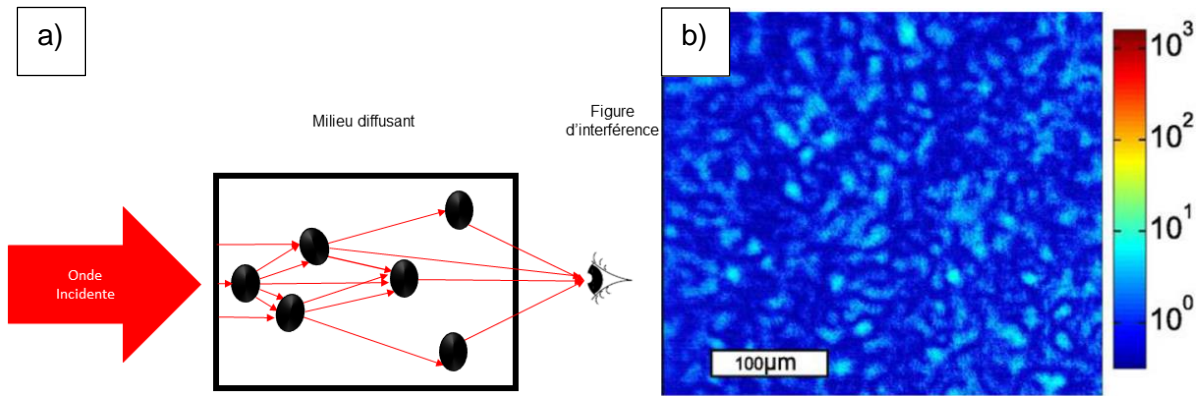 a)
Milieu diffusant
Figure
d'interférence
Onde
Incidente
b)
10³
10²
10¹
10⁰
100µm